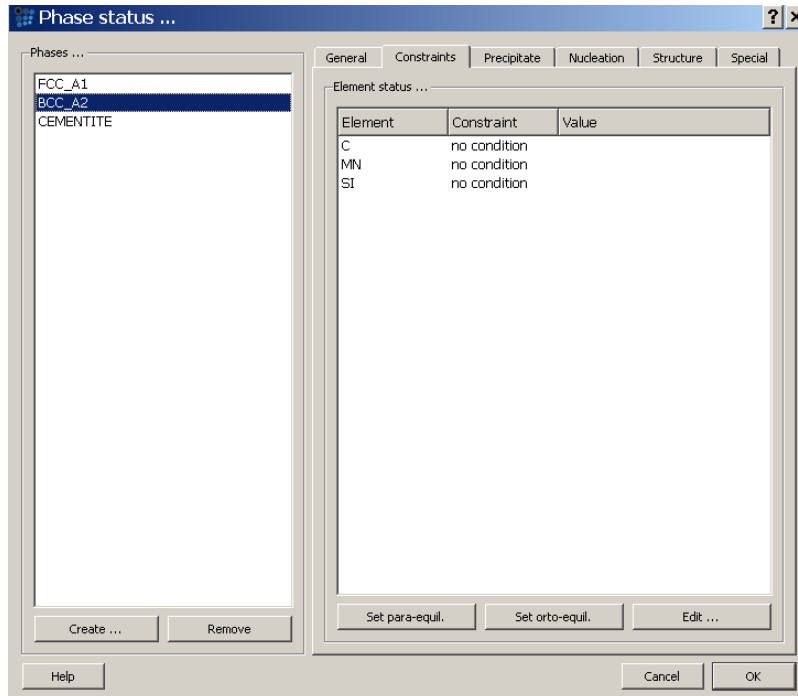 Phase status ...
Phases ...
FCC_A1
BCC_A2
CEMENTITE
Create ...
Remove
General Constraints Precipitate Nucleation Structure Special
Element status ...
Element Constraint Value
C no condition
MN no condition
SI no condition
Set para-equil. Set orto-equil. Edit ...
Help Cancel OK